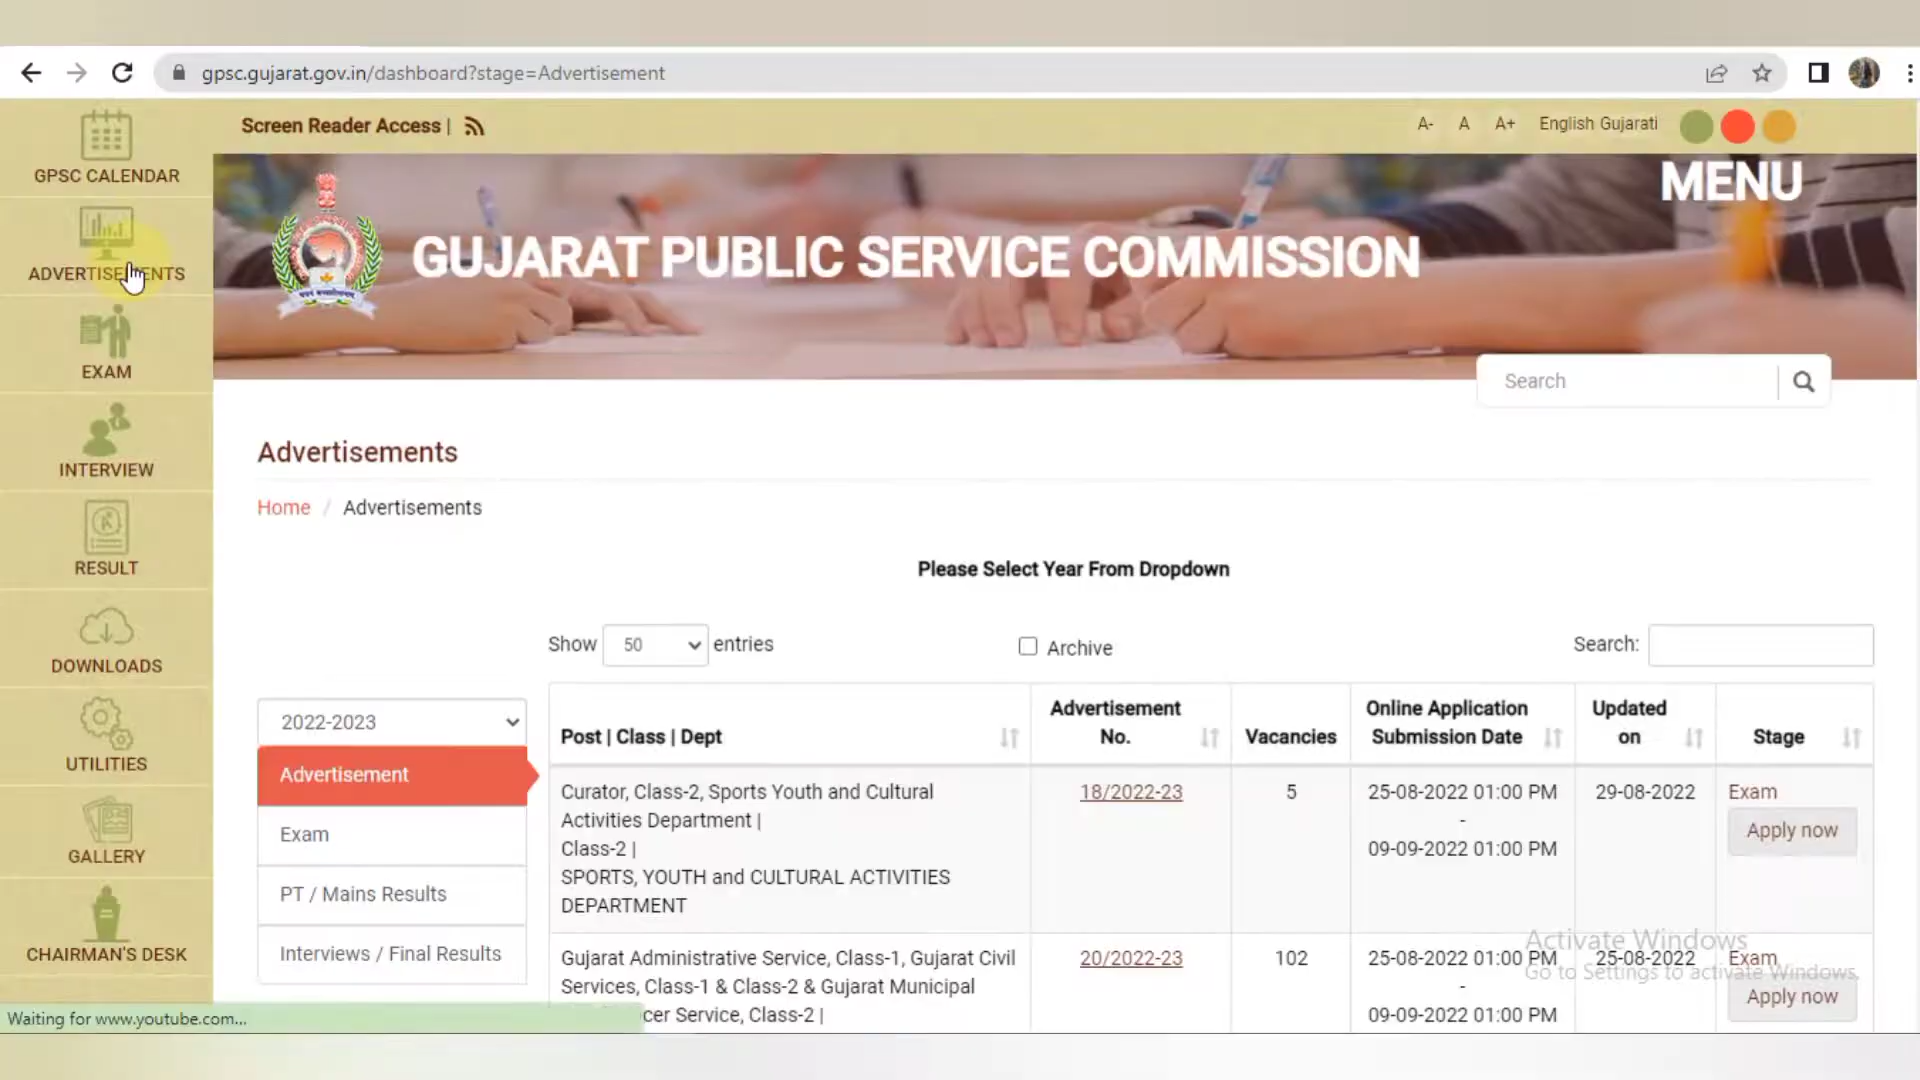 gpsc.gujarat.gov.in/dashboard?stage=Advertisement
Screen Reader Access |
A- A A+ English Gujarati
GPSC CALENDAR
ADVERTISEMENTS
EXAM
INTERVIEW
RESULT
DOWNLOADS
UTILITIES
GALLERY
CHAIRMAN'S DESK
MENU
GUJARAT PUBLIC SERVICE COMMISSION
Search
Advertisements
Home / Advertisements
Please Select Year From Dropdown
Show 50 entries
Archive
Search:
2022-2023
Advertisement
Exam
PT / Mains Results
Interviews / Final Results
Post | Class | Dept
Advertisement
No.
Vacancies
Online Application
Submission Date
Updated
on
Stage
Curator, Class-2, Sports Youth and Cultural
Activities Department |
Class-2 |
SPORTS, YOUTH and CULTURAL ACTIVITIES
DEPARTMENT
18/2022-23
5
25-08-2022 01:00 PM
-
09-09-2022 01:00 PM
29-08-2022
Exam
Apply now
Gujarat Administrative Service, Class-1, Gujarat Civil
Services, Class-1 & Class-2 & Gujarat Municipal
cer Service, Class-2 |
20/2022-23
102
25-08-2022 01:00 PM
-
09-09-2022 01:00 PM
25-08-2022
Exam
Apply now
Activate Windows
Go to Settings to activate Windows.
Waiting for www.youtube.com...